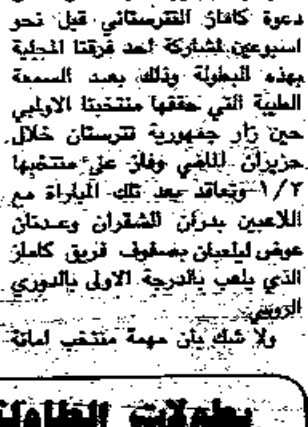 دعوة كافاز التترستاني قبل نحو
اسبوعين لمشاركة احد فرقنا المحلية
بهذه البطولة وذلك بعد السمعة
الطيبة التي حققها منتخبنا الاولمبي
حين زار جمهورية تترستان خلال
حزيران الماضي وفاز على منتخبها
١/٢ وتعاقد بعد تلك المباراة مع
اللاعبين بدران الشقران وعدنان
عوض ليلعبان بصفوف فريق كاماز
الذي يلعب بالدرجة الاولى بالدوري
الروسي.
ولا شك بأن مهمة منتخب امانة
بطولات الطاولة